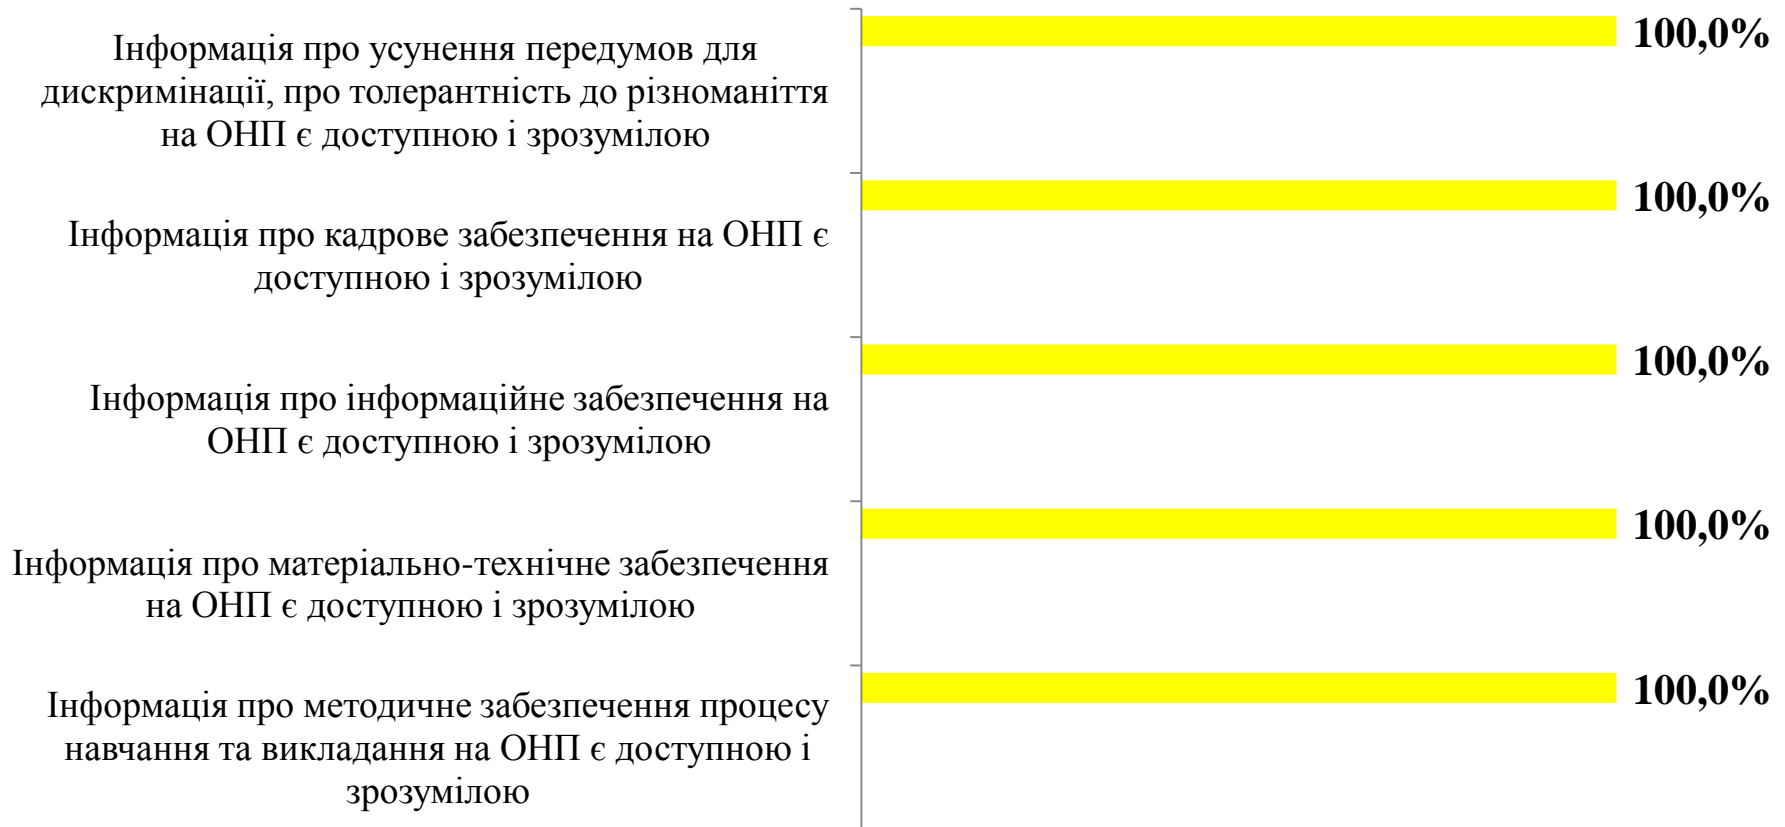 Інформація про усунення передумов для
дискримінації, про толерантність до різноманіття
на ОНП є доступною і зрозумілою
100,0%
Інформація про кадрове забезпечення на ОНП є
доступною і зрозумілою
100,0%
Інформація про інформаційне забезпечення на
ОНП є доступною і зрозумілою
100,0%
Інформація про матеріально-технічне забезпечення
на ОНП є доступною і зрозумілою
100,0%
Інформація про методичне забезпечення процесу
навчання та викладання на ОНП є доступною і
зрозумілою
100,0%